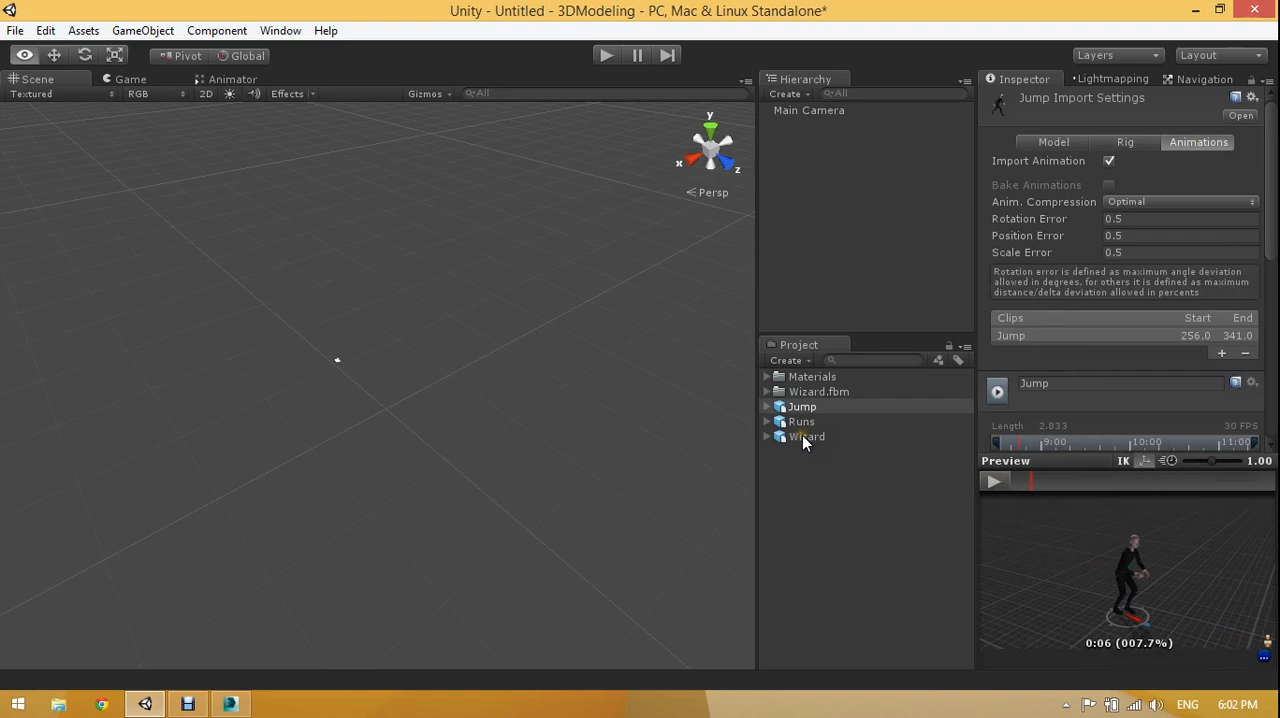 Unity - Untitled - 3DModeling - PC, Mac & Linux Standalone*
File Edit Assets GameObject Component Window Help
Pivot Global Layers Layout
Scene Game Animator
Textured RGB 2D Effects Gizmos All
y
x
z
Persp
Hierarchy
Create All
Main Camera
Project
Create
Materials
Wizard.fbm
Jump
Runs
Wizard
Inspector Lightmapping Navigation
Jump Import Settings
Open
Model Rig Animations
Import Animation
Bake Animations
Anim. Compression Optimal
Rotation Error 0.5
Position Error 0.5
Scale Error 0.5
Rotation error is defined as maximum angle deviation
allowed in degrees, for others it is defined as maximum
distance/delta deviation allowed in percents
Clips Start End
Jump 256.0 341.0
Jump
Length 2.833 30 FPS
9:00 10:00 11:00
Preview IK 1.00
0:06 (007.7%)
ENG 6:02 PM